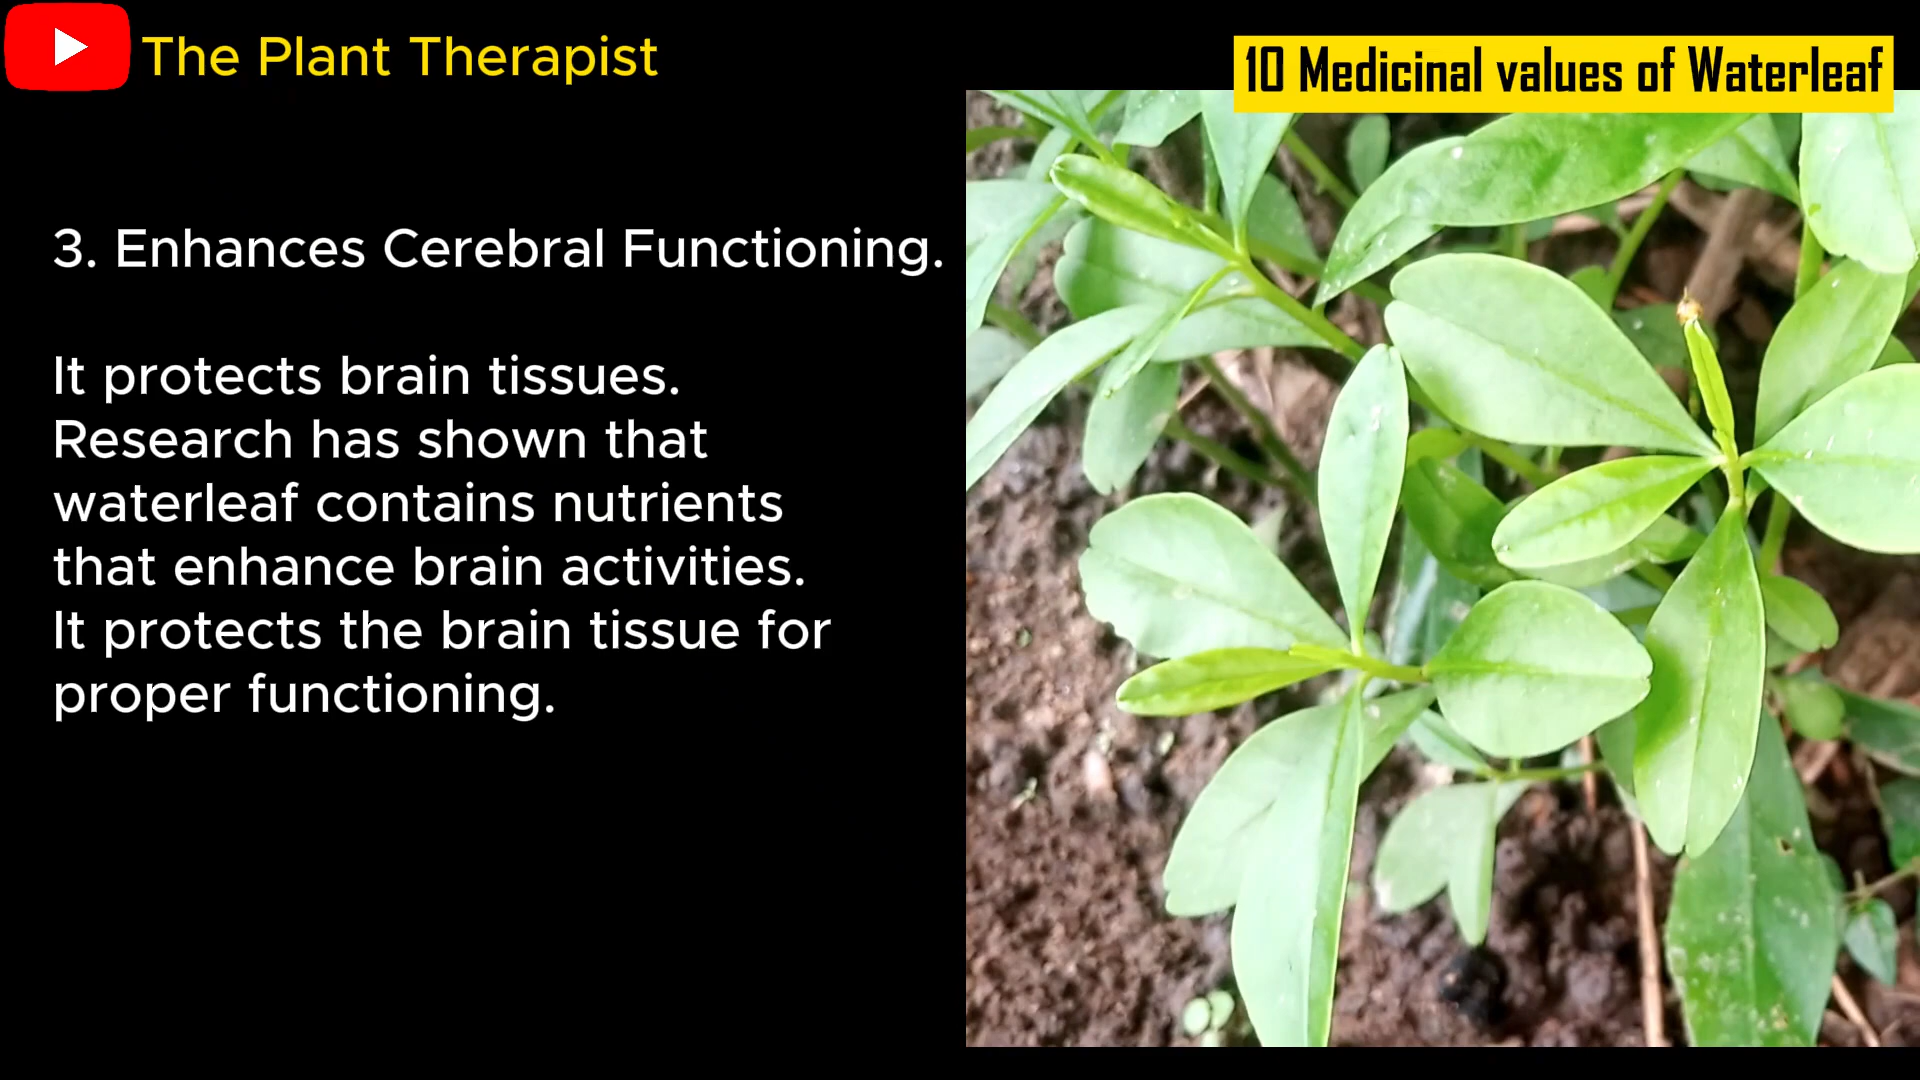 The Plant Therapist
10 Medicinal values of Waterleaf
3. Enhances Cerebral Functioning.
It protects brain tissues.
Research has shown that
waterleaf contains nutrients
that enhance brain activities.
It protects the brain tissue for
proper functioning.